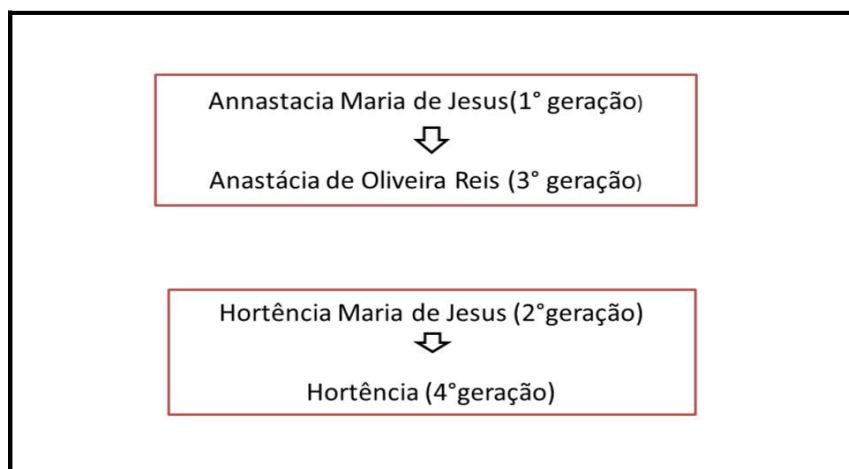 Annastacia Maria de Jesus(1° geração)
Anastácia de Oliveira Reis (3° geração)
Hortência Maria de Jesus (2°geração)
Hortência (4°geração)